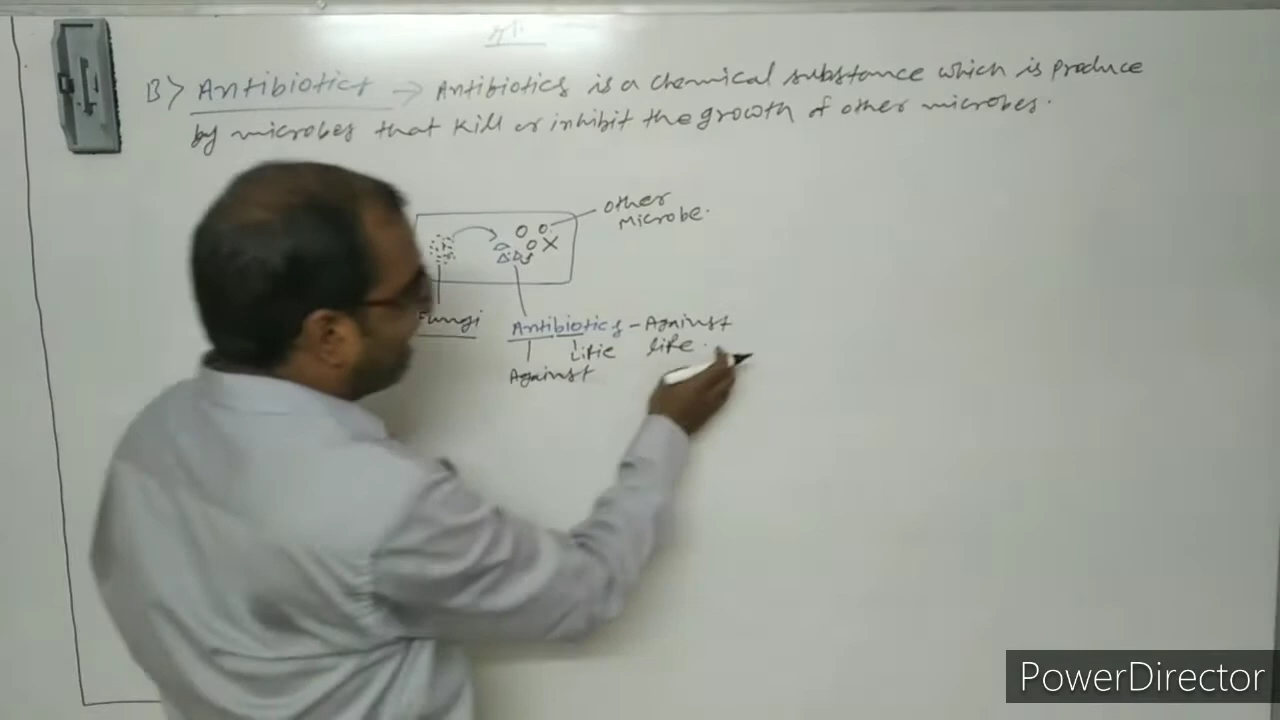 B> Antibiotics → Antibiotics is a chemical substance which is produce
by microbes that kill or inhibit the growth of other microbes.
other
microbe.
Fungi
Antibiotics - Against
life.
Life
Against
PowerDirector